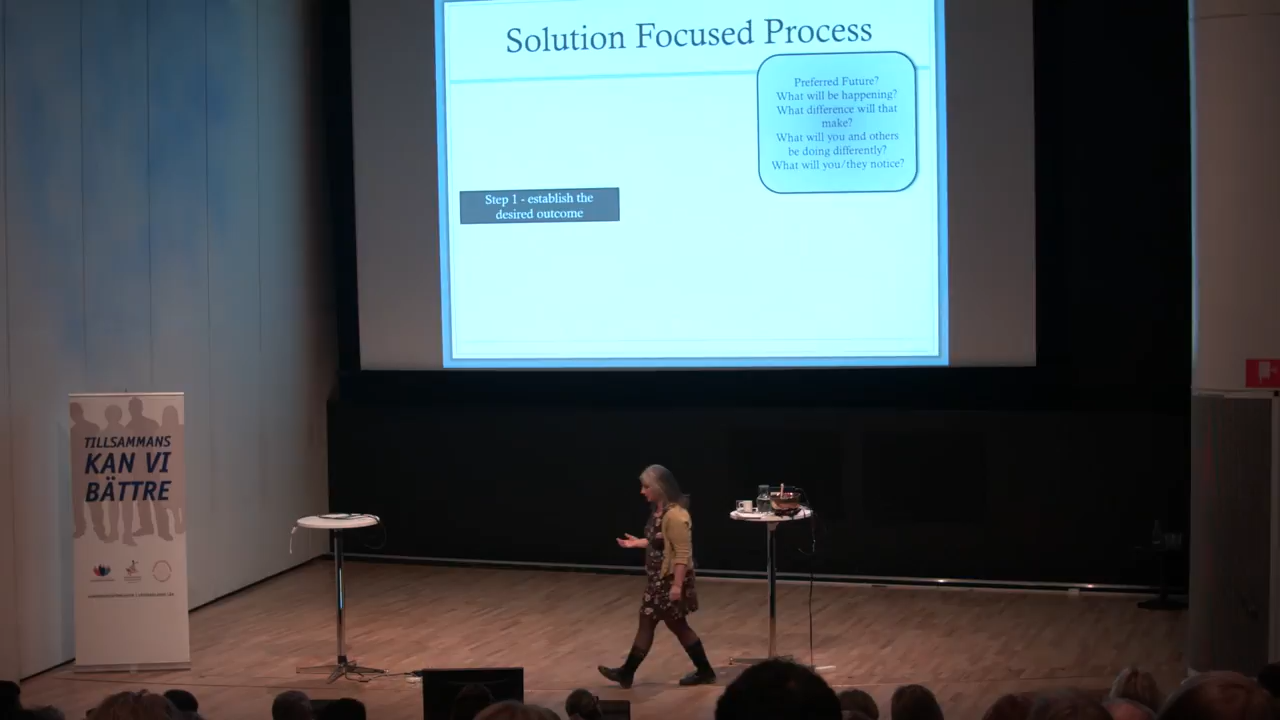 Solution Focused Process
Preferred Future?
What will be happening?
What difference will that
make?
What will you and others
be doing differently?
What will you/they notice?
Step 1 - establish the
desired outcome
TILLSAMMANS
KAN VI
BÄTTRE